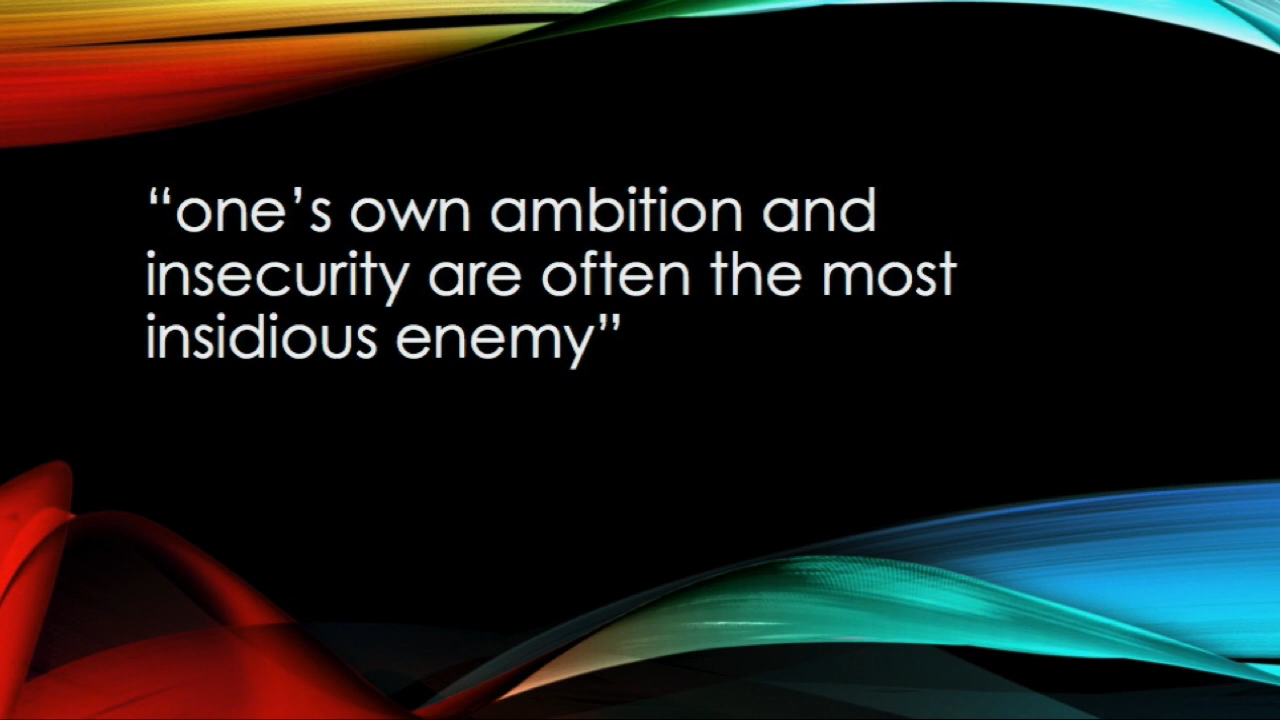 “one’s own ambition and
insecurity are often the most
insidious enemy”